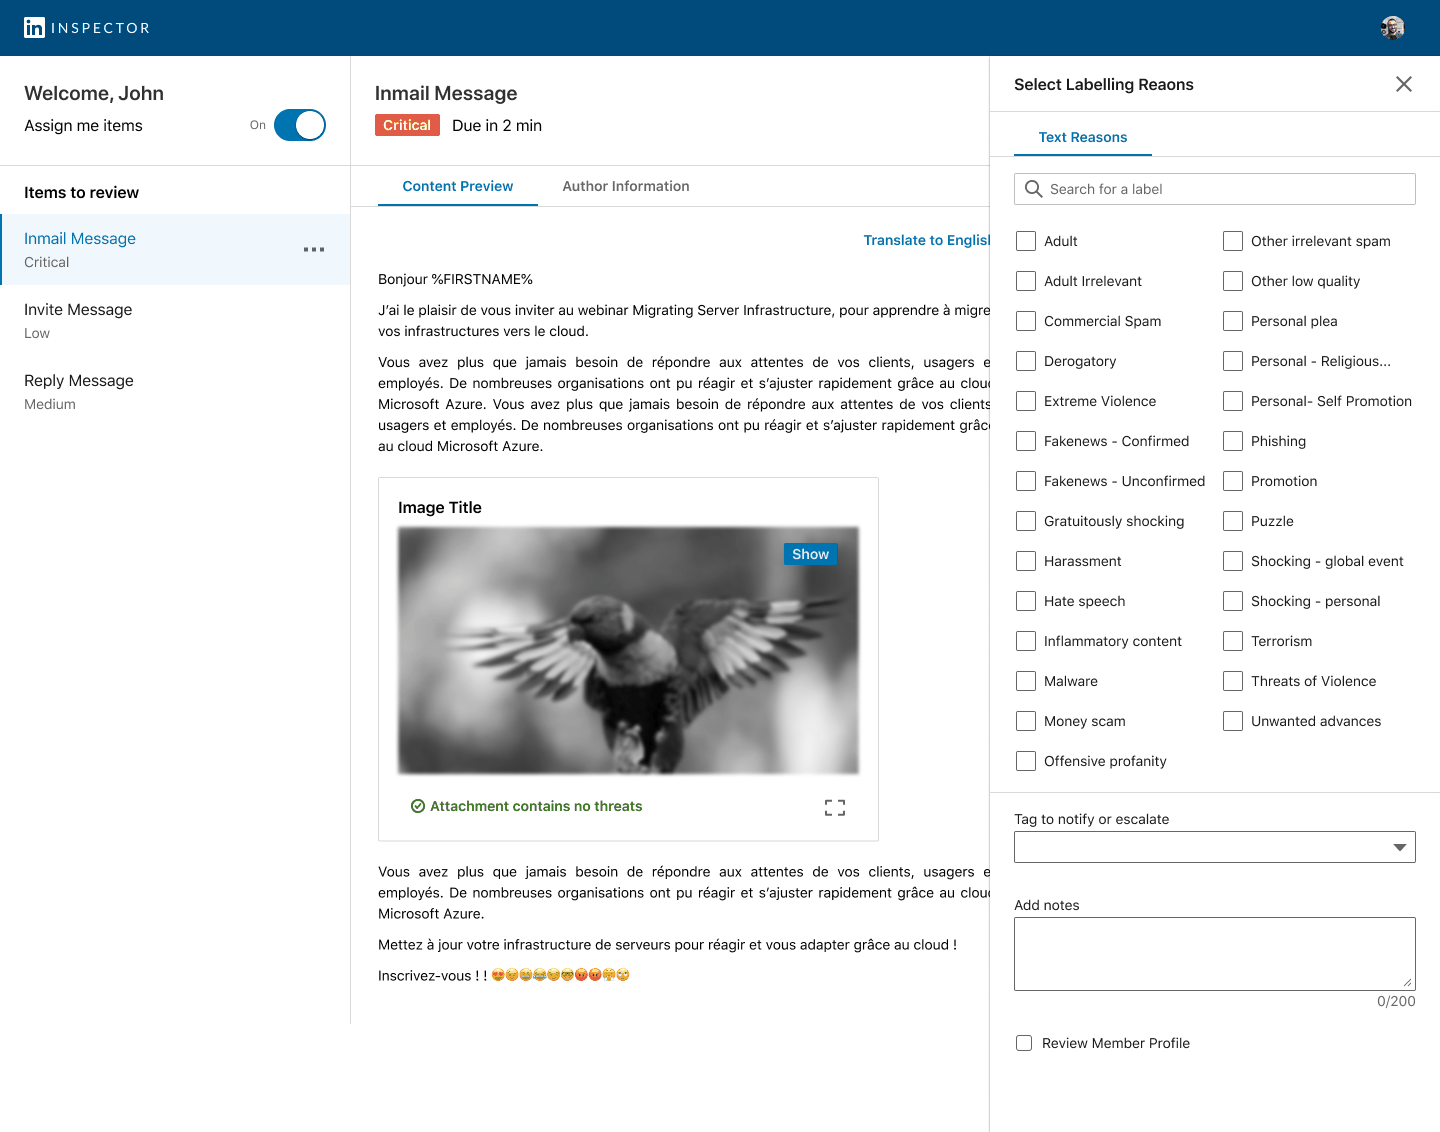 in INSPECTOR
Welcome, John
Assign me items
On
Items to review
Inmail Message
Critical
Invite Message
Low
Reply Message
Medium
Inmail Message
Critical Due in 2 min
Content Preview Author Information
Translate to English
Bonjour %FIRSTNAME%
J’ai le plaisir de vous inviter au webinar Migrating Server Infrastructure, pour apprendre à migre
vos infrastructures vers le cloud.
Vous avez plus que jamais besoin de répondre aux attentes de vos clients, usagers e
employés. De nombreuses organisations ont pu réagir et s’ajuster rapidement grâce au cloud
Microsoft Azure. Vous avez plus que jamais besoin de répondre aux attentes de vos clients
usagers et employés. De nombreuses organisations ont pu réagir et s’ajuster rapidement grâc
au cloud Microsoft Azure.
Image Title
Show
Attachment contains no threats
Vous avez plus que jamais besoin de répondre aux attentes de vos clients, usagers e
employés. De nombreuses organisations ont pu réagir et s’ajuster rapidement grâce au cloud
Microsoft Azure.
Mettez à jour votre infrastructure de serveurs pour réagir et vous adapter grâce au cloud !
Inscrivez-vous ! !
Select Labelling Reaons
Text Reasons
Search for a label
Adult
Adult Irrelevant
Commercial Spam
Derogatory
Extreme Violence
Fakenews - Confirmed
Fakenews - Unconfirmed
Gratuitously shocking
Harassment
Hate speech
Inflammatory content
Malware
Money scam
Offensive profanity
Other irrelevant spam
Other low quality
Personal plea
Personal - Religious...
Personal- Self Promotion
Phishing
Promotion
Puzzle
Shocking - global event
Shocking - personal
Terrorism
Threats of Violence
Unwanted advances
Tag to notify or escalate
Add notes
0/200
Review Member Profile